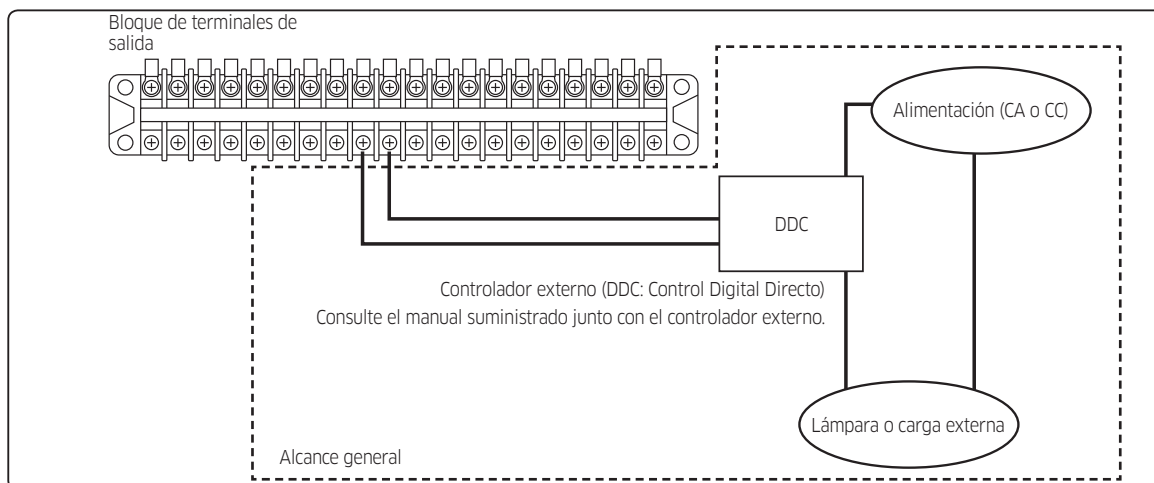 Bloque de terminales de
salida
Alimentación (CA o CC)
DDC
Controlador externo (DDC: Control Digital Directo)
Consulte el manual suministrado junto con el controlador externo.
Lámpara o carga externa
Alcance general